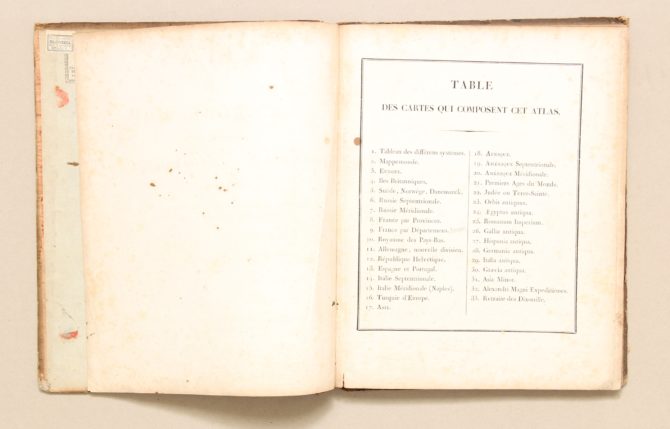 TABLE
DES CARTES QUI COMPOSENT CET ATLAS.
1. Tableau des différens systèmes.
2. Mappemonde.
3. Europe.
4. Iles Britanniques.
5. Suède, Norwège, Danemarck.
6. Russie Septentrionale.
7. Russie Méridionale.
8. France par Provinces.
9. France par Départemens.
10. Royaume des Pays-Bas.
11. Allemagne, nouvelle division.
12. République Helvétique.
13. Espagne et Portugal.
14. Italie Septentrionale.
15. Italie Méridionale (Naples).
16. Turquie d'Europe.
17. Asie.
18. Afrique.
19. Amérique Septentrionale.
20. Amérique Méridionale.
21. Premiers Ages du Monde.
22. Judée ou Terre-Sainte.
23. Orbis antiquus.
24. Ægyptus antiqua.
25. Romanum Imperium.
26. Galliæ antiqua.
27. Hispania antiqua.
28. Germania antiqua.
29. Italia antiqua.
30. Græcia antiqua.
31. Asia Minor.
32. Alexandri Magni Expeditiones.
33. Retraite des Dixmille.